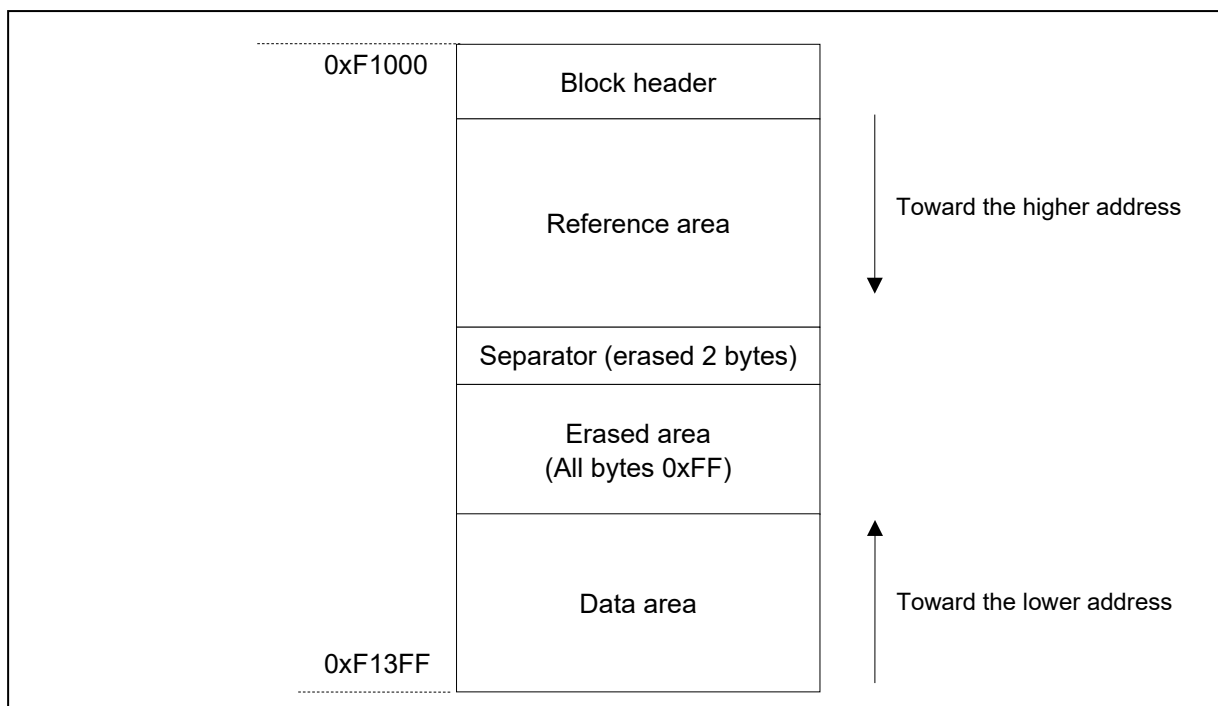 0xF1000
Block header
Reference area
Toward the higher address
Separator (erased 2 bytes)
Erased area
(All bytes 0xFF)
Data area
Toward the lower address
0xF13FF